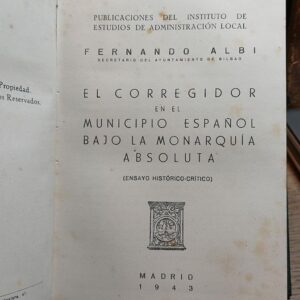 Propiedad.
s Reservados.
PUBLICACIONES DEL INSTITUTO DE
ESTUDIOS DE ADMINISTRACIÓN LOCAL
FERNANDO ALBI
SECRETARIO DEL AYUNTAMIENTO DE BILBAO
EL CORREGIDOR
EN EL
MUNICIPIO ESPAÑOL
BAJO LA MONARQUÍA
ABSOLUTA
(ENSAYO HISTÓRICO-CRÍTICO)
MADRID
1943